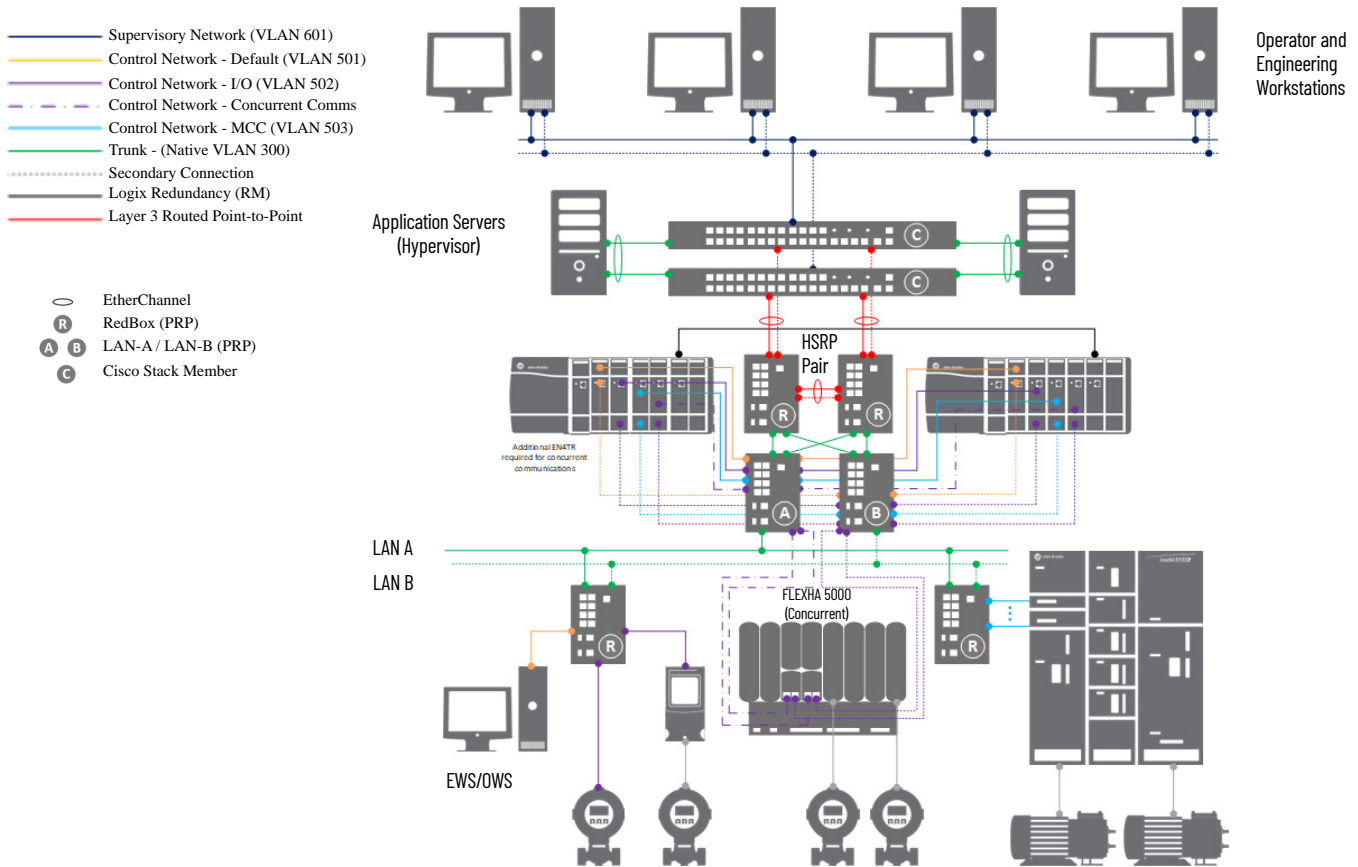 Supervisory Network (VLAN 601)
Control Network - Default (VLAN 501)
Control Network - I/O (VLAN 502)
Control Network - Concurrent Comms
Control Network - MCC (VLAN 503)
Trunk - (Native VLAN 300)
Secondary Connection
Logix Redundancy (RM)
Layer 3 Routed Point-to-Point
EtherChannel
R RedBox (PRP)
A B LAN-A / LAN-B (PRP)
C Cisco Stack Member
Operator and
Engineering
Workstations
Application Servers
(Hypervisor)
C
C
HSRP
Pair
R
R
Additional EN4TR
required for concurrent
communications
A
B
LAN A
LAN B
FLEXHA 5000
(Concurrent)
R
R
EWS/OWS